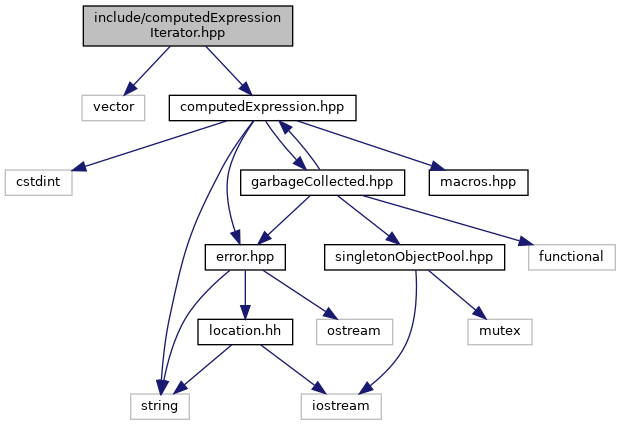 include/computedExpression
Iterator.hpp
vector
computedExpression.hpp
cstdint
garbageCollected.hpp
macros.hpp
error.hpp
singletonObjectPool.hpp
functional
location.hh
ostream
mutex
string
iostream